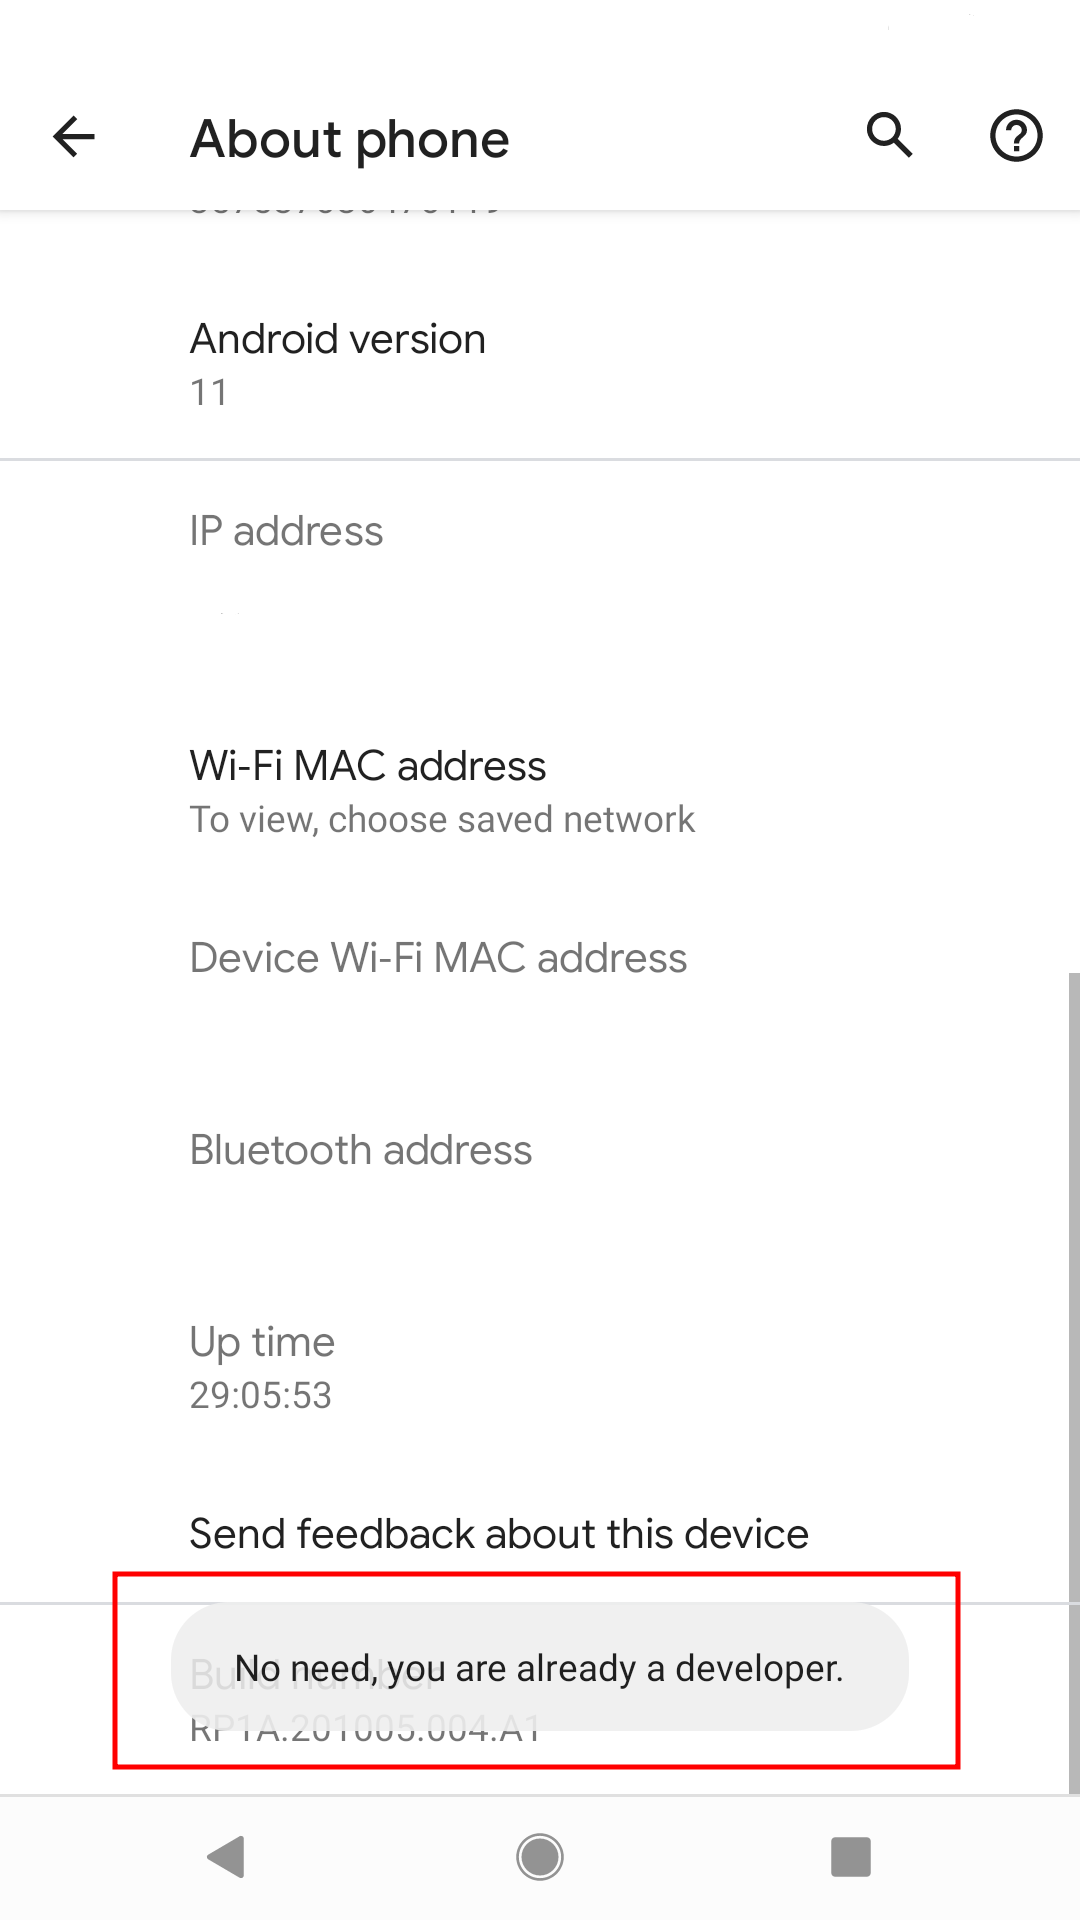 About phone
Android version
11
IP address
Wi-Fi MAC address
To view, choose saved network
Device Wi-Fi MAC address
Bluetooth address
Up time
29:05:53
Send feedback about this device
No need, you are already a developer.
Build number
RP1A.201005.004.A1